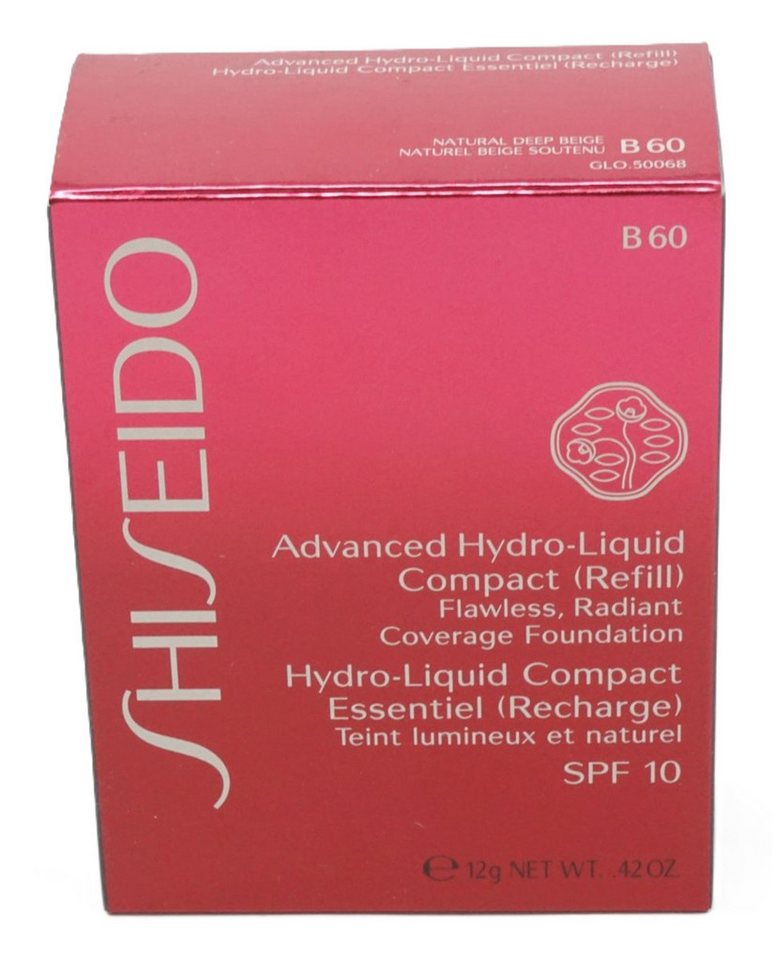 Advanced Hydro-Liquid Compact (Refill)
Hydro-Liquid Compact Essentiel (Recharge)
NATURAL DEEP BEIGE
NATUREL BEIGE SOUTENU B 60
GLO.50068
B 60
SHISEIDO
Advanced Hydro-Liquid
Compact (Refill)
Flawless, Radiant
Coverage Foundation
Hydro-Liquid Compact
Essentiel (Recharge)
Teint lumineux et naturel
SPF 10
℮ 12g NET WT. .42 OZ.